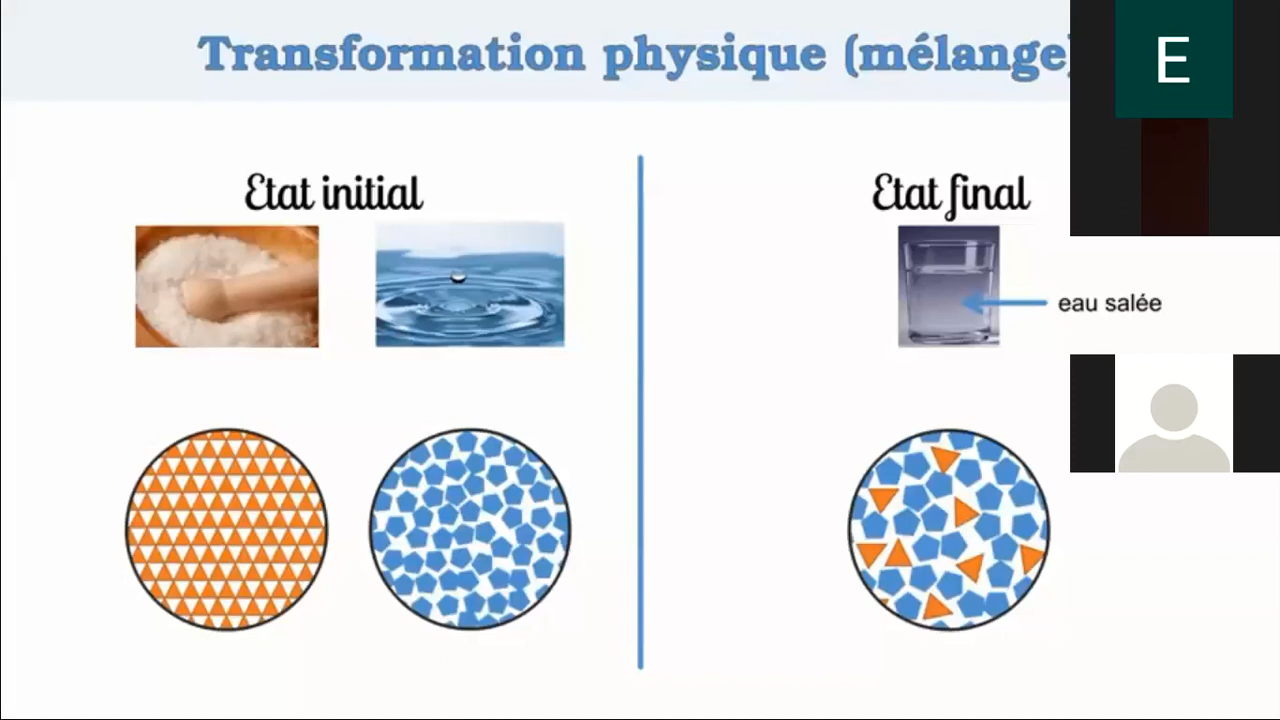 Transformation physique (mélange)
E
Etat initial
Etat final
eau salée